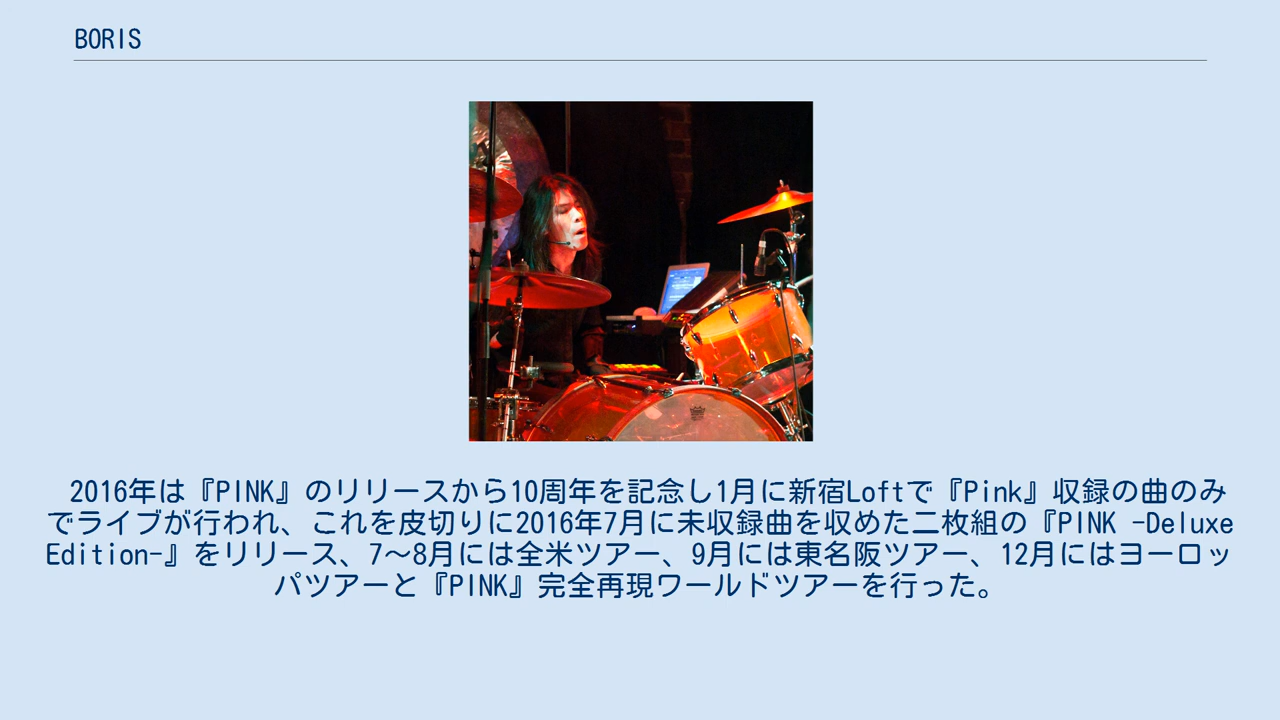 BORIS
2016年は『PINK』のリリースから10周年を記念し1月に新宿Loftで『Pink』収録の曲のみ
でライブが行われ、これを皮切りに2016年7月に未収録曲を収めた二枚組の『PINK -Deluxe
Edition-』をリリース、7〜8月には全米ツアー、9月には東名阪ツアー、12月にはヨーロッ
パツアーと『PINK』完全再現ワールドツアーを行った。